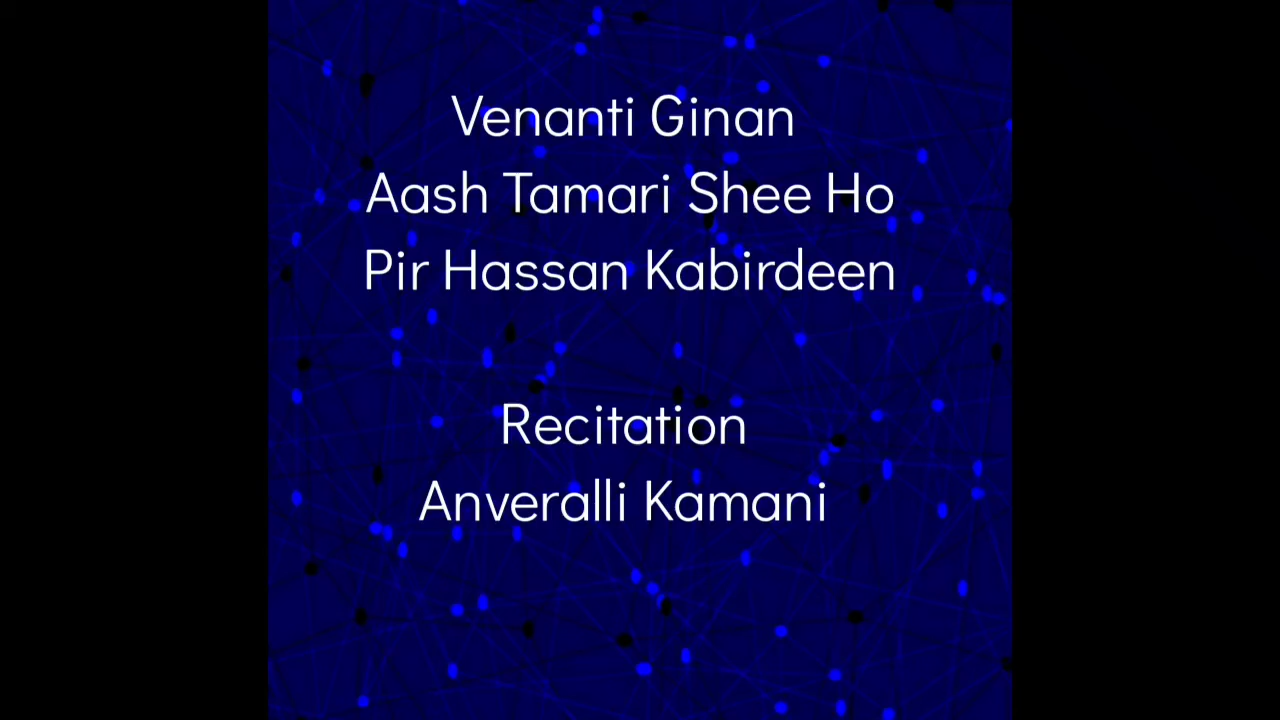 Venanti Ginan
Aash Tamari Shee Ho
Pir Hassan Kabirdeen
Recitation
Anveralli Kamani